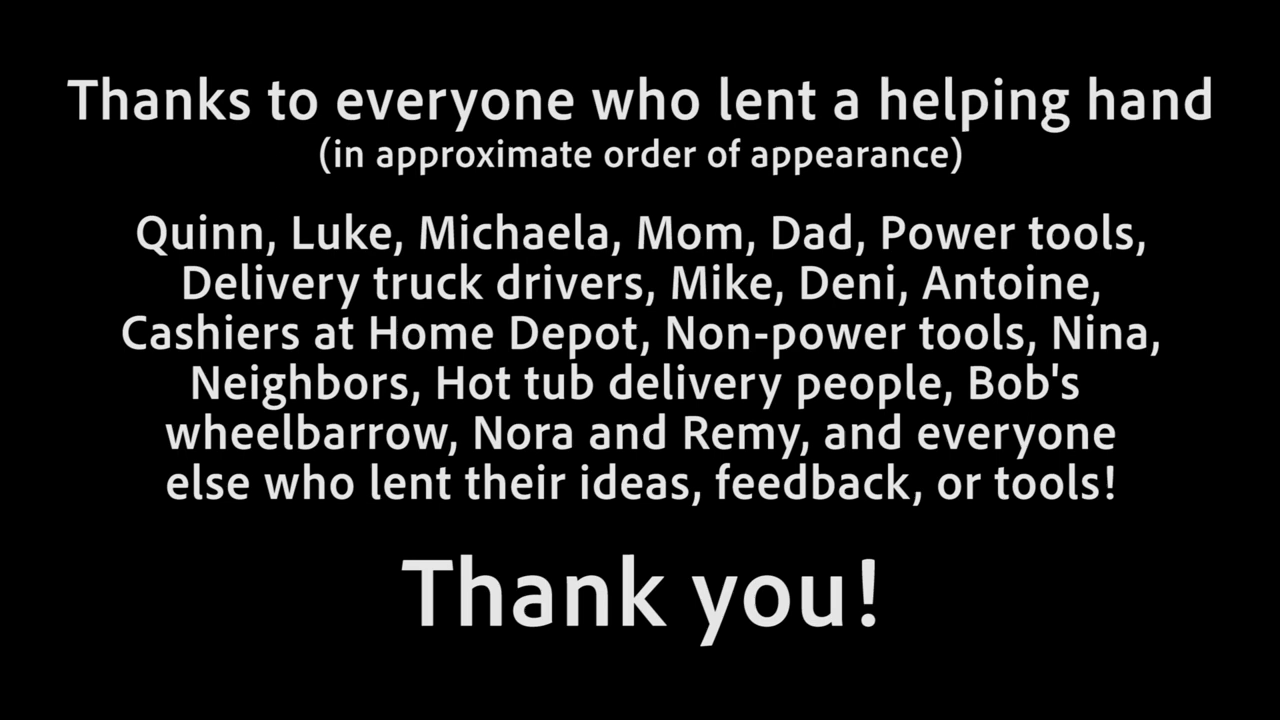 Thanks to everyone who lent a helping hand
(in approximate order of appearance)
Quinn, Luke, Michaela, Mom, Dad, Power tools,
Delivery truck drivers, Mike, Deni, Antoine,
Cashiers at Home Depot, Non-power tools, Nina,
Neighbors, Hot tub delivery people, Bob's
wheelbarrow, Nora and Remy, and everyone
else who lent their ideas, feedback, or tools!
Thank you!